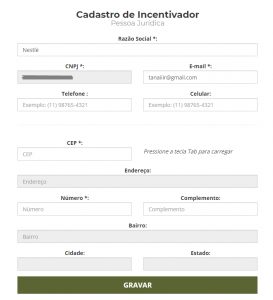 Cadastro de Incentivador
Pessoa Jurídica
Razão Social *:
Nestlé
CNPJ *: E-mail *:
tanakir@gmail.com
Telefone : Celular:
Exemplo: (11) 98765-4321 Exemplo: (11) 98765-4321
CEP *:
CEP Pressione a tecla Tab para carregar
Endereço:
Endereço
Número *: Complemento:
Número Complemento
Bairro:
Bairro
Cidade: Estado:
GRAVAR